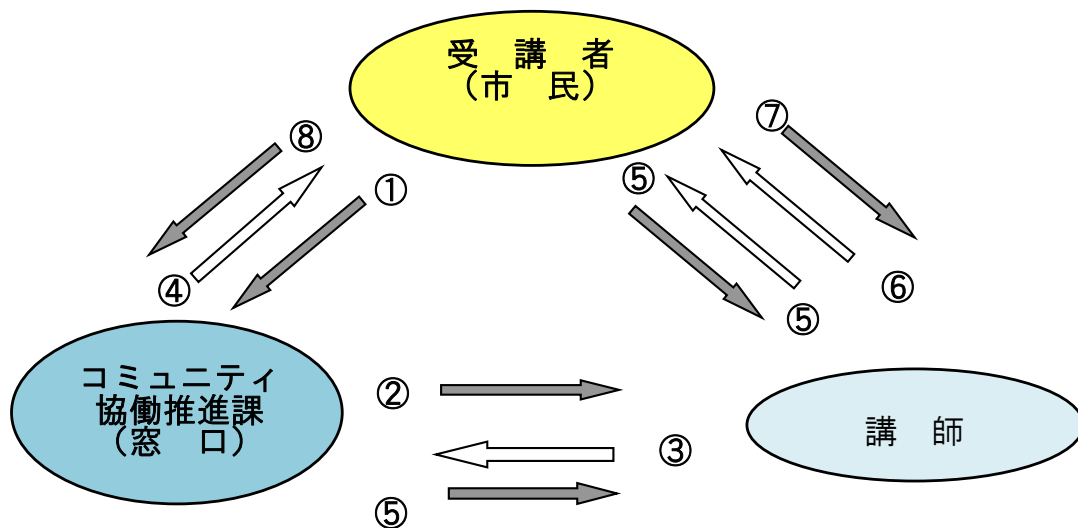 受　講　者
（市　民）
⑧
⑦
①
⑤
④
⑥
⑤
コミュニティ
協働推進課
（窓　口）
②
講　師
③
⑤